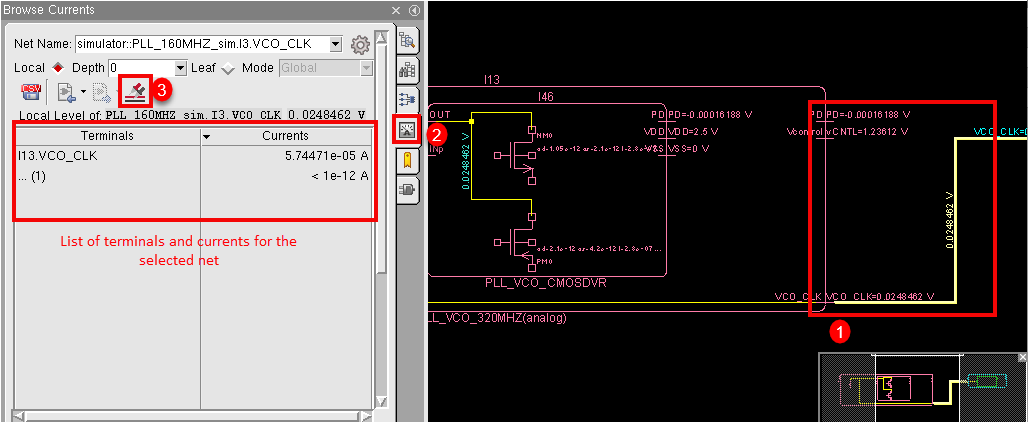 Browse Currents
Net Name: simulator::PLL_160MHZ_sim.I3.VCO_CLK
Local Depth 0 Leaf Mode Global
CSV
3
Local Level of: PLL_160MHZ_sim.I3.VCO_CLK 0.0248462 V
Terminals Currents
I13.VCO_CLK 5.74471e-05 A
... (1) < 1e-12 A
List of terminals and currents for the
selected net
2
I13
I46
OUT
INp
0.0248462 V
NM0
PM0
PD PD=-0.00016188 V
VDD VDD=2.5 V
VSS VSS=0 V
PLL_VCO_CMOSDVR
PD PD=-0.00016188 V
Vcontrol vCNTL=1.23612 V
VCO_CLK=0
0.0248462 V
VCO_CLK VCO_CLK=0.0248462 V
LL_VCO_320MHZ(analog)
1